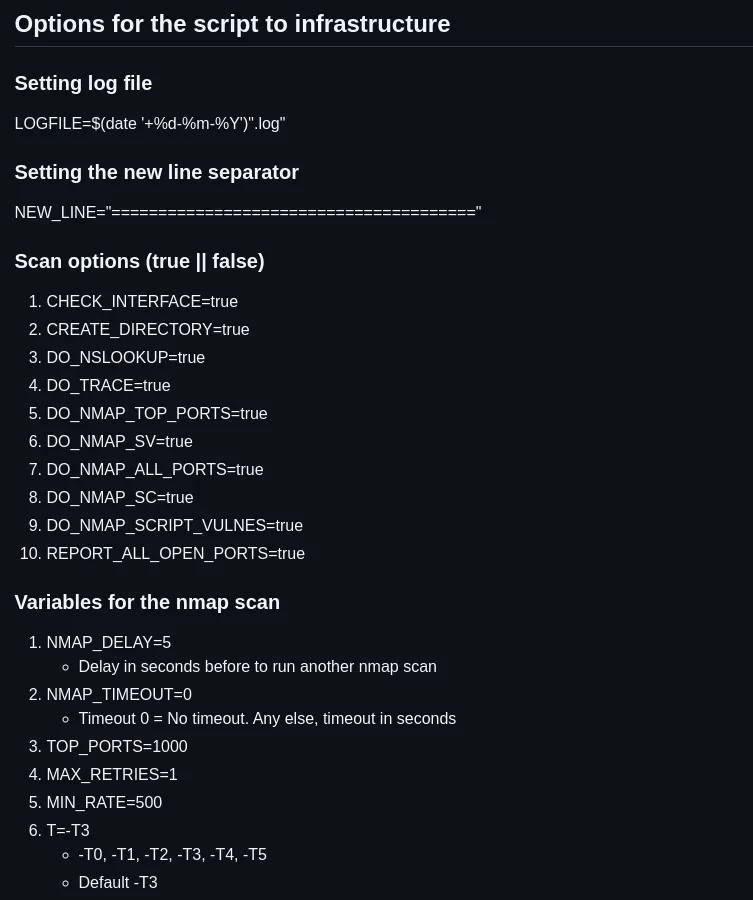 Options for the script to infrastructure
Setting log file
LOGFILE=$(date '+%d-%m-%Y')".log"
Setting the new line separator
NEW_LINE="======================================="
Scan options (true || false)
1. CHECK_INTERFACE=true
2. CREATE_DIRECTORY=true
3. DO_NSLOOKUP=true
4. DO_TRACE=true
5. DO_NMAP_TOP_PORTS=true
6. DO_NMAP_SV=true
7. DO_NMAP_ALL_PORTS=true
8. DO_NMAP_SC=true
9. DO_NMAP_SCRIPT_VULNES=true
10. REPORT_ALL_OPEN_PORTS=true
Variables for the nmap scan
1. NMAP_DELAY=5
◦ Delay in seconds before to run another nmap scan
2. NMAP_TIMEOUT=0
◦ Timeout 0 = No timeout. Any else, timeout in seconds
3. TOP_PORTS=1000
4. MAX_RETRIES=1
5. MIN_RATE=500
6. T=-T3
◦ -T0, -T1, -T2, -T3, -T4, -T5
◦ Default -T3